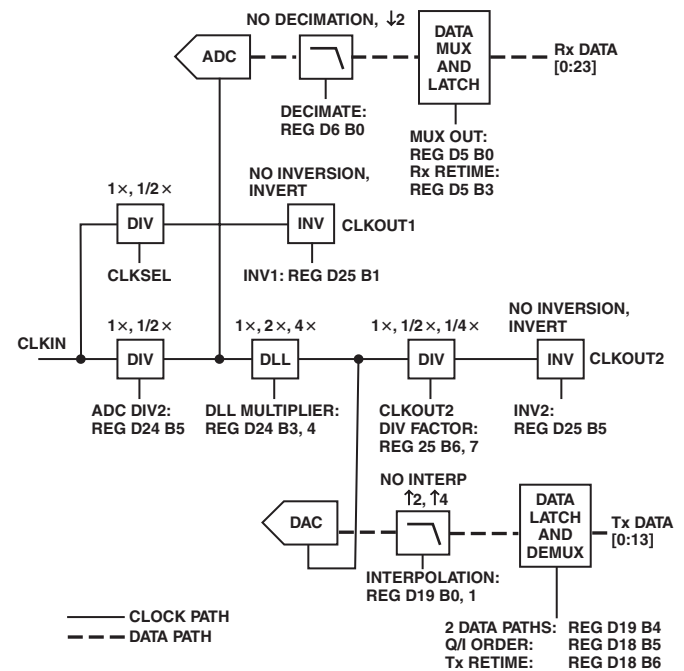 NO DECIMATION, ↓2
ADC
DATA
MUX
AND
LATCH
Rx DATA
[0:23]
DECIMATE:
REG D6 B0
MUX OUT:
REG D5 B0
Rx RETIME:
REG D5 B3
1×, 1/2×
DIV
CLKSEL
NO INVERSION,
INVERT
INV
CLKOUT1
INV1: REG D25 B1
CLKIN
1×, 1/2×
DIV
ADC DIV2:
REG D24 B5
1×, 2×, 4×
DLL
DLL MULTIPLIER:
REG D24 B3, 4
1×, 1/2×, 1/4×
DIV
CLKOUT2
DIV FACTOR:
REG 25 B6, 7
NO INVERSION,
INVERT
INV
CLKOUT2
INV2:
REG D25 B5
NO INTERP
↑2, ↑4
DAC
DATA
LATCH
AND
DEMUX
Tx DATA
[0:13]
INTERPOLATION:
REG D19 B0, 1
2 DATA PATHS: REG D19 B4
Q/I ORDER: REG D18 B5
Tx RETIME: REG D18 B6
CLOCK PATH
DATA PATH